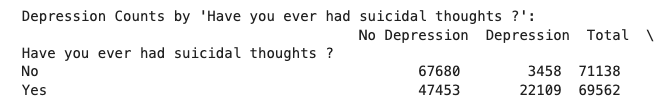 Depression Counts by 'Have you ever had suicidal thoughts ?':
No Depression  Depression  Total  \
Have you ever had suicidal thoughts ?
No  67680  3458  71138
Yes  47453  22109  69562